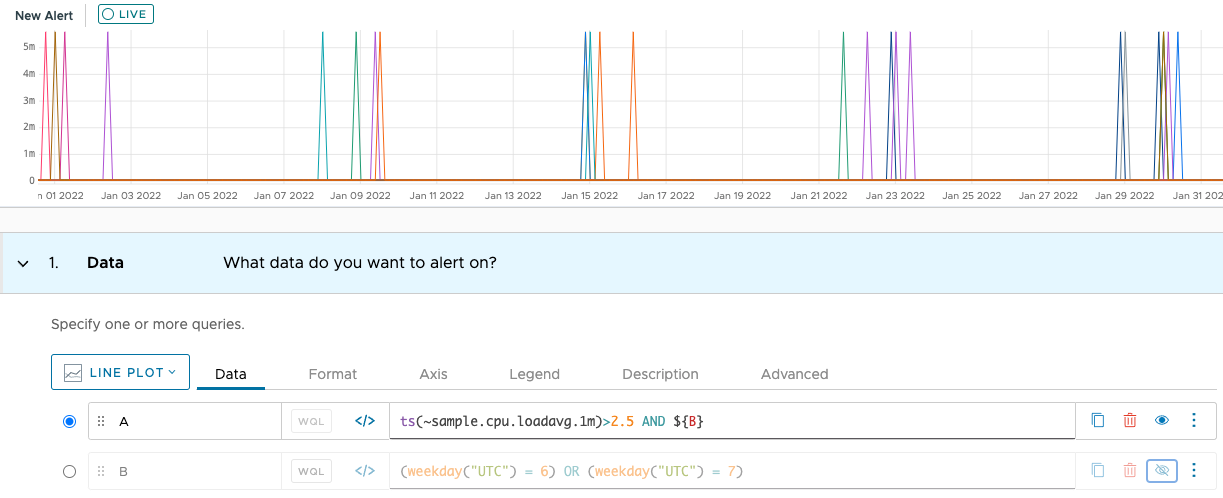 New Alert LIVE
5m
4m
3m
2m
1m
0
n 01 2022 Jan 03 2022 Jan 05 2022 Jan 07 2022 Jan 09 2022 Jan 11 2022 Jan 13 2022 Jan 15 2022 Jan 17 2022 Jan 19 2022 Jan 21 2022 Jan 23 2022 Jan 25 2022 Jan 27 2022 Jan 29 2022 Jan 31 202
1. Data What data do you want to alert on?
Specify one or more queries.
LINE PLOT Data Format Axis Legend Description Advanced
A WQL </> ts(~sample.cpu.loadavg.1m)>2.5 AND ${B}
B WQL </> (weekday("UTC") = 6) OR (weekday("UTC") = 7)